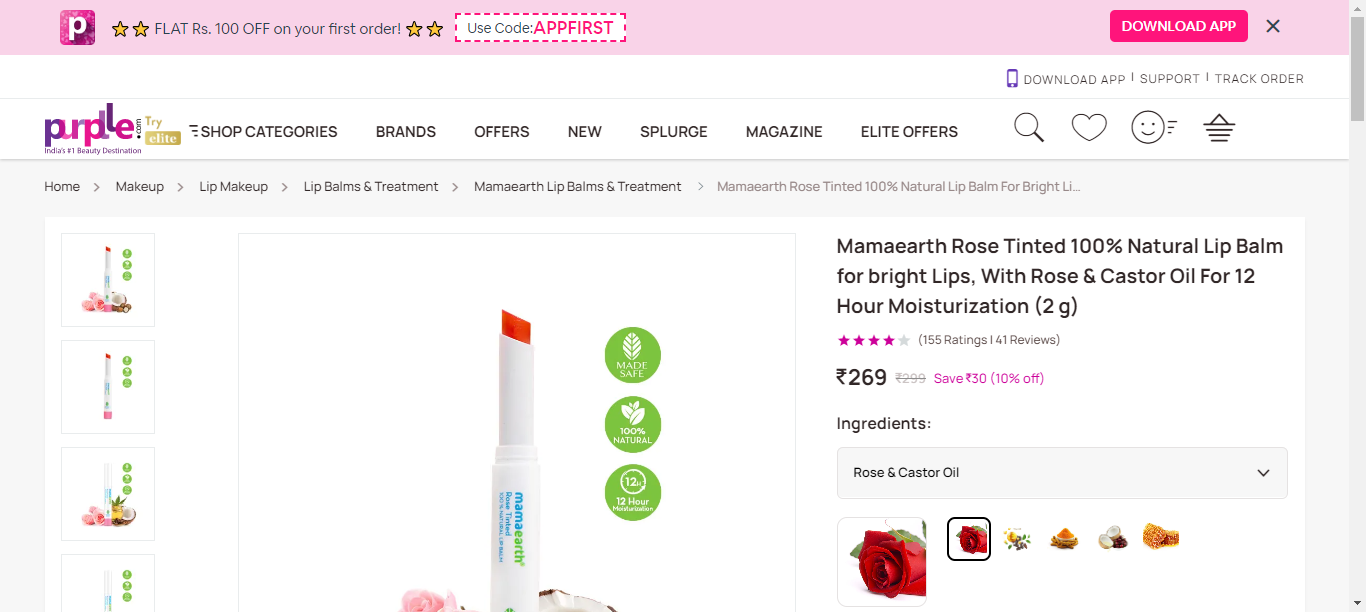 FLAT Rs. 100 OFF on your first order!
Use Code:APPFIRST
DOWNLOAD APP
DOWNLOAD APP | SUPPORT | TRACK ORDER
purplle.com
India's #1 Beauty Destination
Try
elite
SHOP CATEGORIES
BRANDS
OFFERS
NEW
SPLURGE
MAGAZINE
ELITE OFFERS
Home > Makeup > Lip Makeup > Lip Balms & Treatment > Mamaearth Lip Balms & Treatment > Mamaearth Rose Tinted 100% Natural Lip Balm For Bright Li...
MADE
SAFE
100%
NATURAL
12
12 Hour
Moisturization
mamaearth
Rose Tinted
100% NATURAL LIP BALM
Mamaearth Rose Tinted 100% Natural Lip Balm
for bright Lips, With Rose & Castor Oil For 12
Hour Moisturization (2 g)
(155 Ratings | 41 Reviews)
₹269 ₹299 Save ₹30 (10% off)
Ingredients:
Rose & Castor Oil